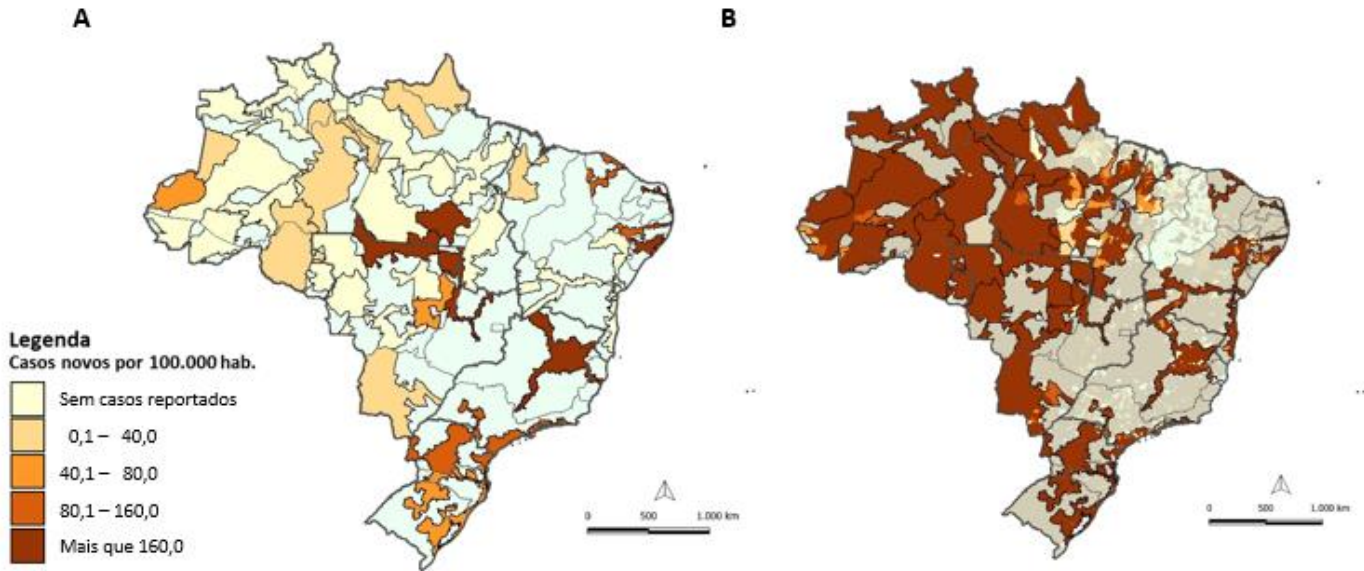 A
B
Legenda
Casos novos por 100.000 hab.
Sem casos reportados
0,1 – 40,0
40,1 – 80,0
80,1 – 160,0
Mais que 160,0
0 500 1.000 km
0 500 1.000 km